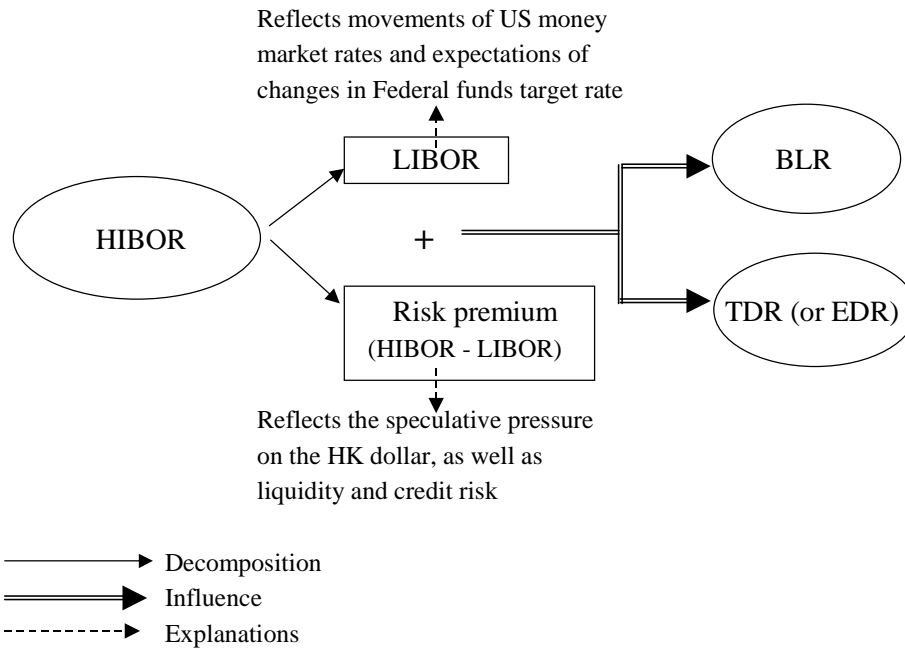 Reflects movements of US money
market rates and expectations of
changes in Federal funds target rate
LIBOR
BLR
HIBOR
+
Risk premium
(HIBOR - LIBOR)
TDR (or EDR)
Reflects the speculative pressure
on the HK dollar, as well as
liquidity and credit risk
Decomposition
Influence
Explanations